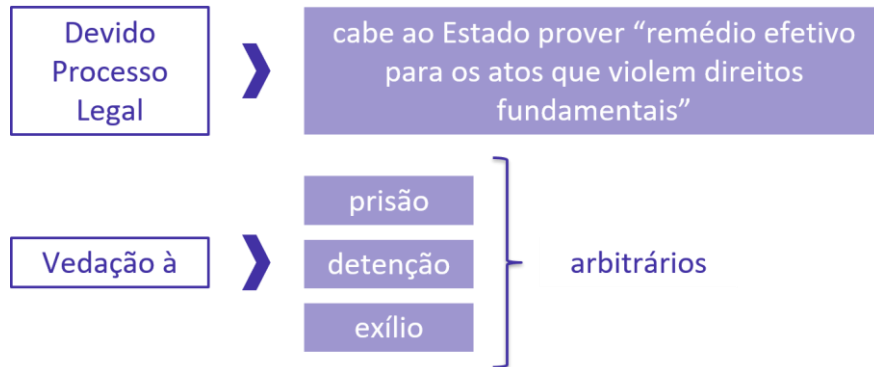 Devido
Processo
Legal
cabe ao Estado prover “remédio efetivo
para os atos que violem direitos
fundamentais”
Vedação à
prisão
detenção
exílio
arbitrários